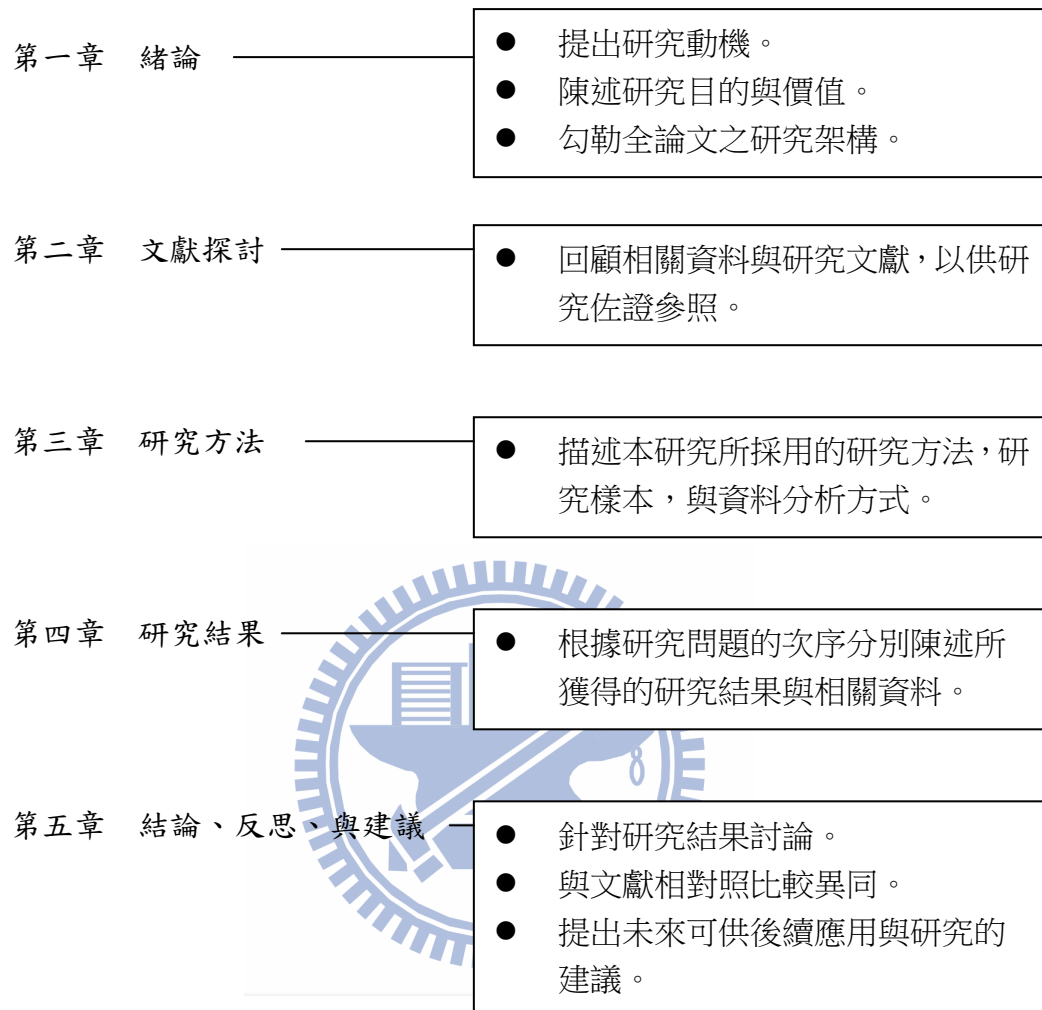 第一章 緒論
● 提出研究動機。
● 陳述研究目的與價值。
● 勾勒全論文之研究架構。
第二章 文獻探討
● 回顧相關資料與研究文獻，以供研
究佐證參照。
第三章 研究方法
● 描述本研究所採用的研究方法，研
究樣本，與資料分析方式。
第四章 研究結果
● 根據研究問題的次序分別陳述所
獲得的研究結果與相關資料。
第五章 結論、反思、與建議
● 針對研究結果討論。
● 與文獻相對照比較異同。
● 提出未來可供後續應用與研究的
建議。